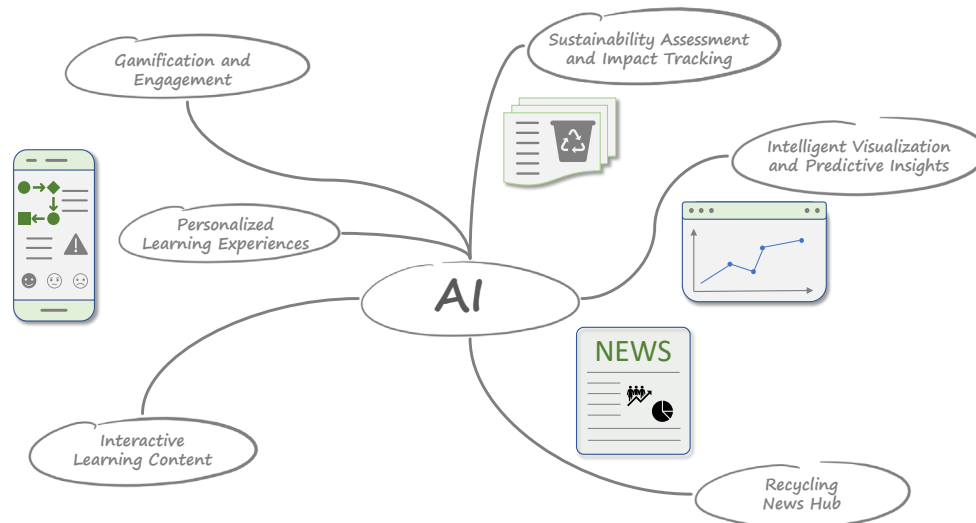 Gamification and
Engagement
Sustainability Assessment
and Impact Tracking
Intelligent Visualization
and Predictive Insights
Personalized
Learning Experiences
AI
NEWS
Interactive
Learning Content
Recycling
News Hub